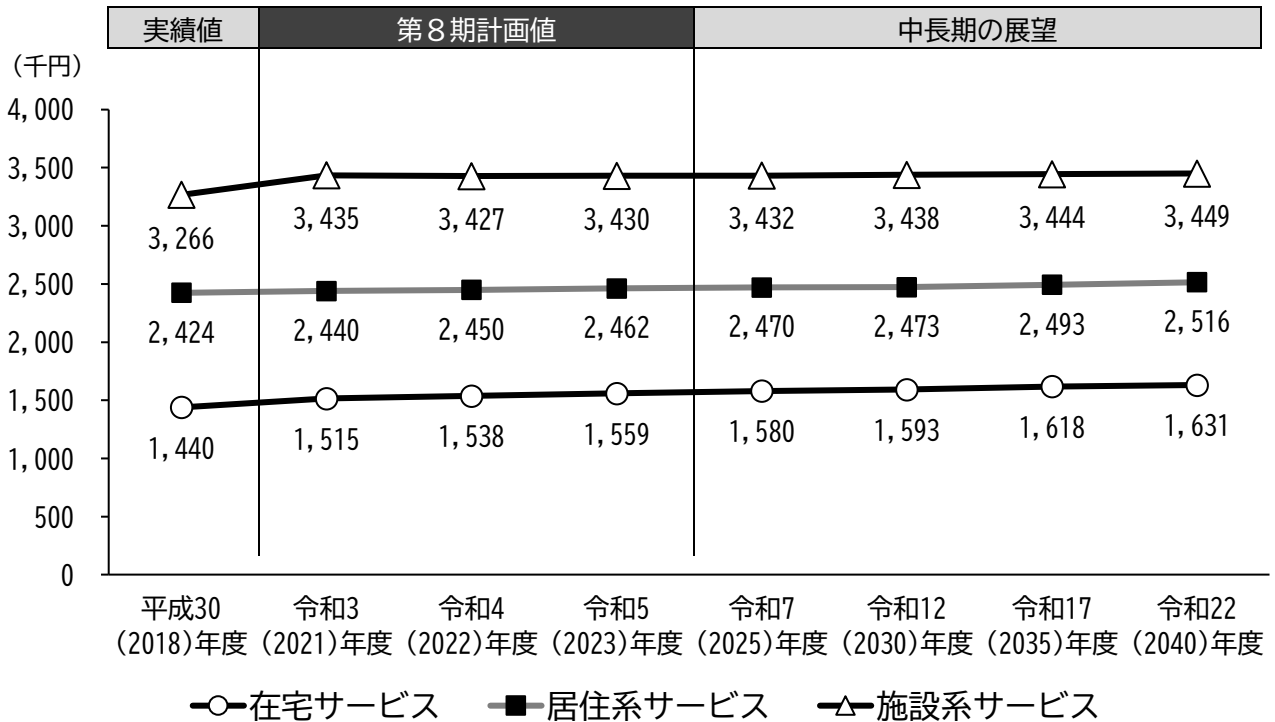 実績値 第８期計画値 中長期の展望
（千円）
4,000
3,500
3,000
2,500
2,000
1,500
1,000
500
0
3,266 3,435 3,427 3,430 3,432 3,438 3,444 3,449
2,424 2,440 2,450 2,462 2,470 2,473 2,493 2,516
1,440 1,515 1,538 1,559 1,580 1,593 1,618 1,631
平成30 令和3 令和4 令和5 令和7 令和12 令和17 令和22
(2018)年度 (2021)年度 (2022)年度 (2023)年度 (2025)年度 (2030)年度 (2035)年度 (2040)年度
在宅サービス 居住系サービス 施設系サービス